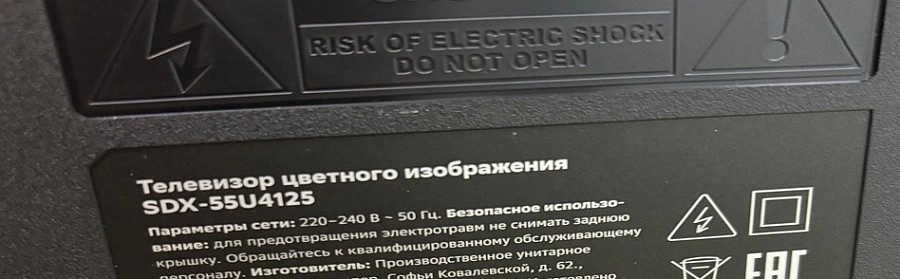 RISK OF ELECTRIC SHOCK
DO NOT OPEN
Телевизор цветного изображения
SDX-55U4125
Параметры сети: 220-240 В ~ 50 Гц. Безопасное использо-
вание: для предотвращения электротравм не снимать заднюю
крышку. Обращайтесь к квалифицированному обслуживающему
персоналу. Изготовитель: Производственное унитарное
Софьи Ковалевской, д. 62.,
ЕАС